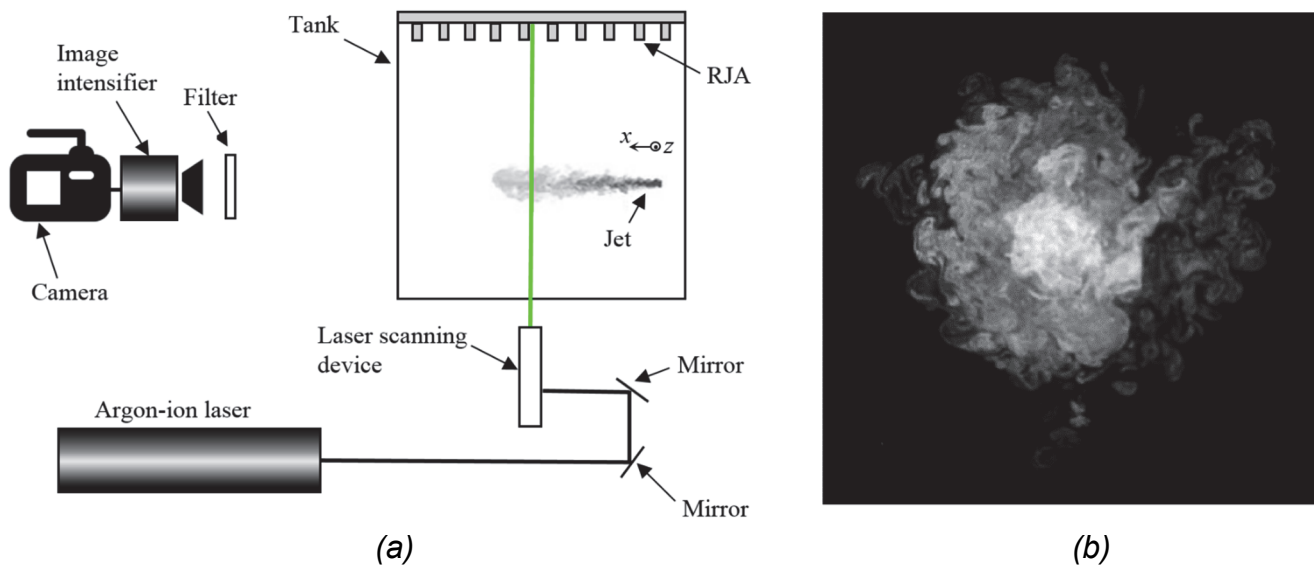 Tank
Image
intensifier
Filter
RJA
x
z
Jet
Camera
Laser scanning
device
Mirror
Argon-ion laser
Mirror
(a)
(b)